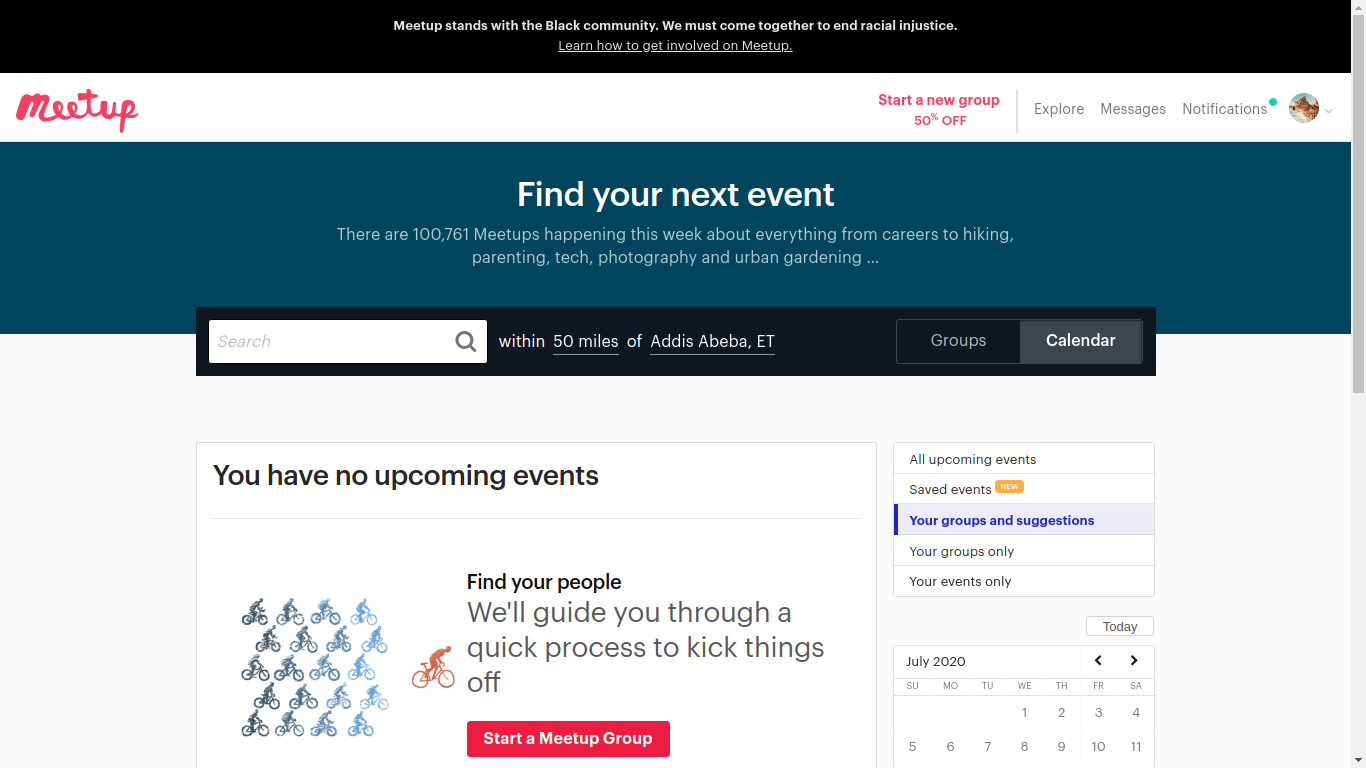 Meetup stands with the Black community. We must come together to end racial injustice.
Learn how to get involved on Meetup.
Meetup
Start a new group
50% OFF
Explore
Messages
Notifications
Find your next event
There are 100,761 Meetups happening this week about everything from careers to hiking,
parenting, tech, photography and urban gardening ...
Search
within 50 miles of Addis Abeba, ET
Groups
Calendar
You have no upcoming events
Find your people
We'll guide you through a
quick process to kick things
off
Start a Meetup Group
All upcoming events
Saved events NEW
Your groups and suggestions
Your groups only
Your events only
Today
July 2020
SU MO TU WE TH FR SA
1 2 3 4
5 6 7 8 9 10 11